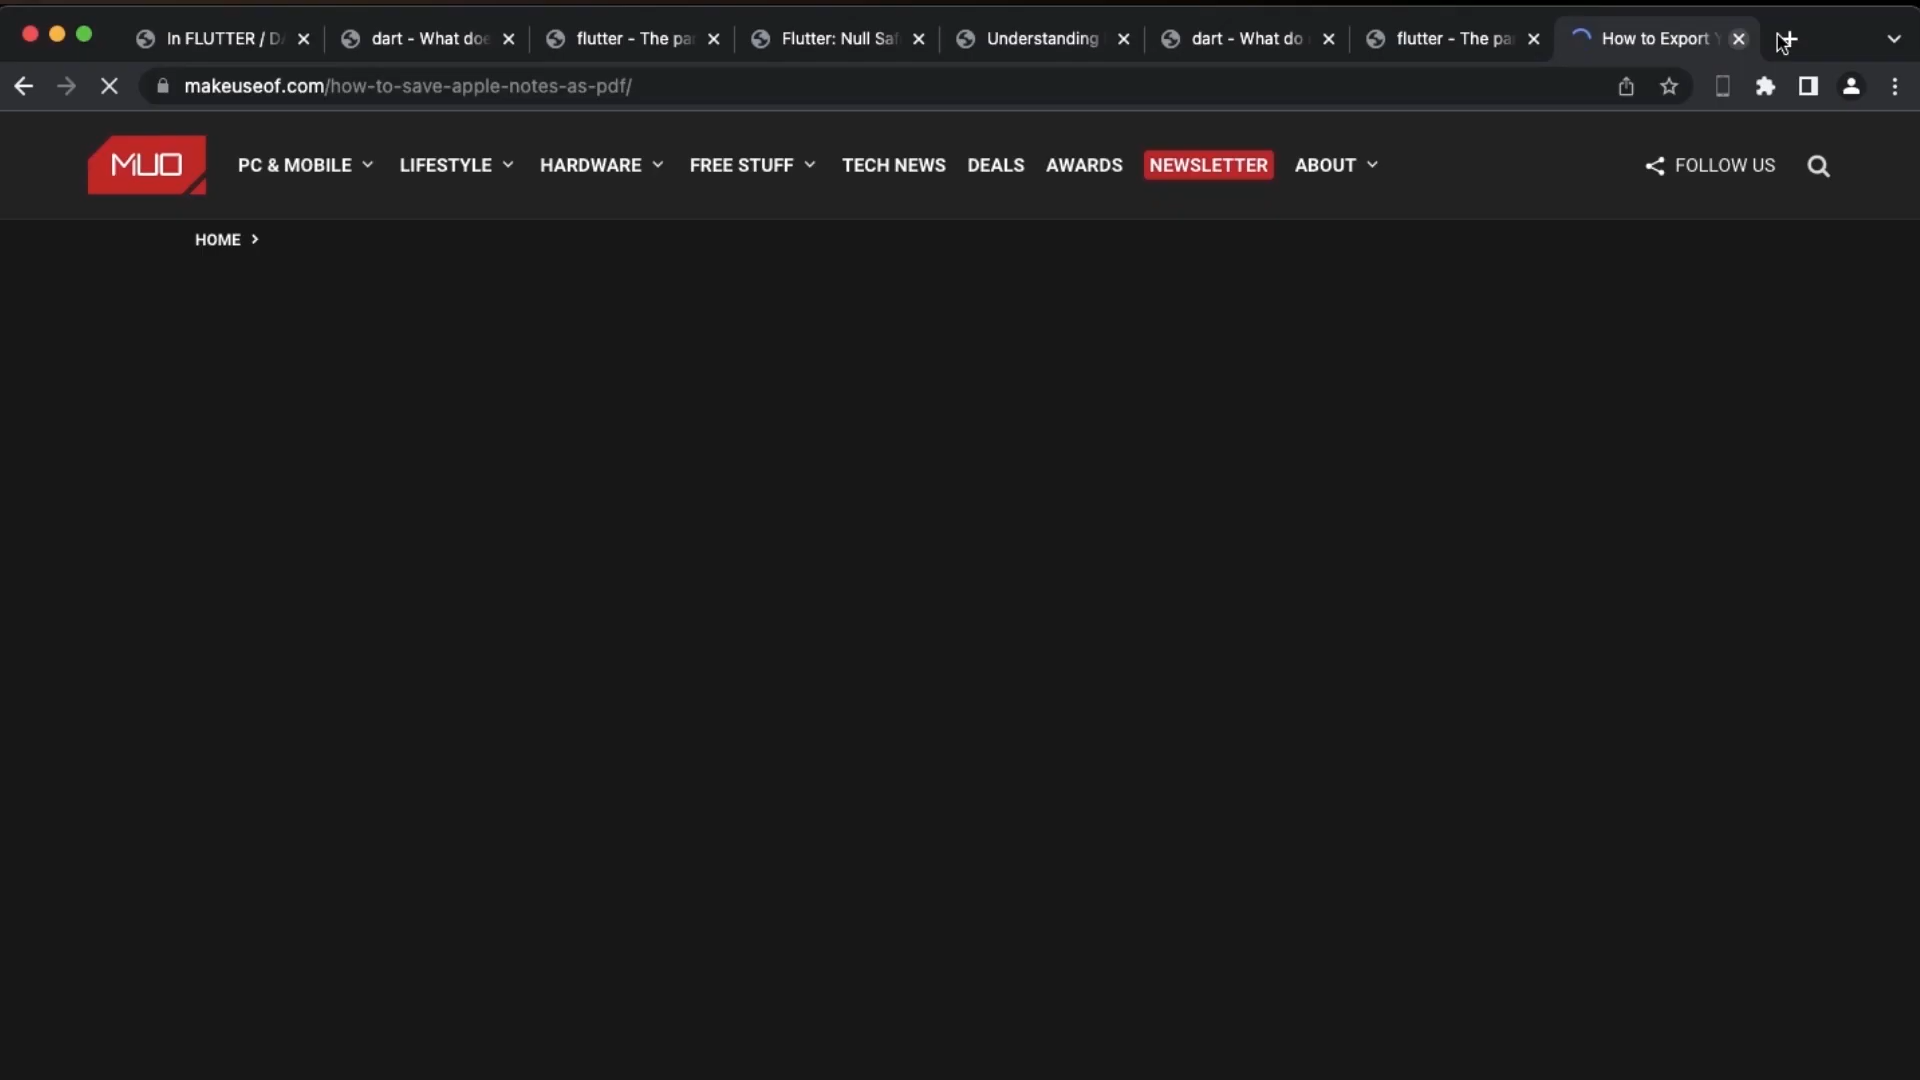 In FLUTTER / D
dart - What doe
flutter - The pa
Flutter: Null Saf
Understanding
dart - What do
flutter - The pa
How to Export
makeuseof.com/how-to-save-apple-notes-as-pdf/
MUO
PC & MOBILE
LIFESTYLE
HARDWARE
FREE STUFF
TECH NEWS
DEALS
AWARDS
NEWSLETTER
ABOUT
FOLLOW US
HOME